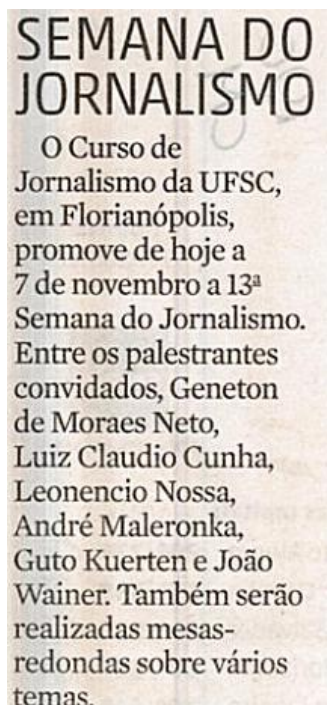 SEMANA DO
JORNALISMO
O Curso de
Jornalismo da UFSC,
em Florianópolis,
promove de hoje a
7 de novembro a 13ª
Semana do Jornalismo.
Entre os palestrantes
convidados, Geneton
de Moraes Neto,
Luiz Claudio Cunha,
Leonencio Nossa,
André Maleronka,
Guto Kuerten e João
Wainer. Também serão
realizadas mesas-
redondas sobre vários
temas.